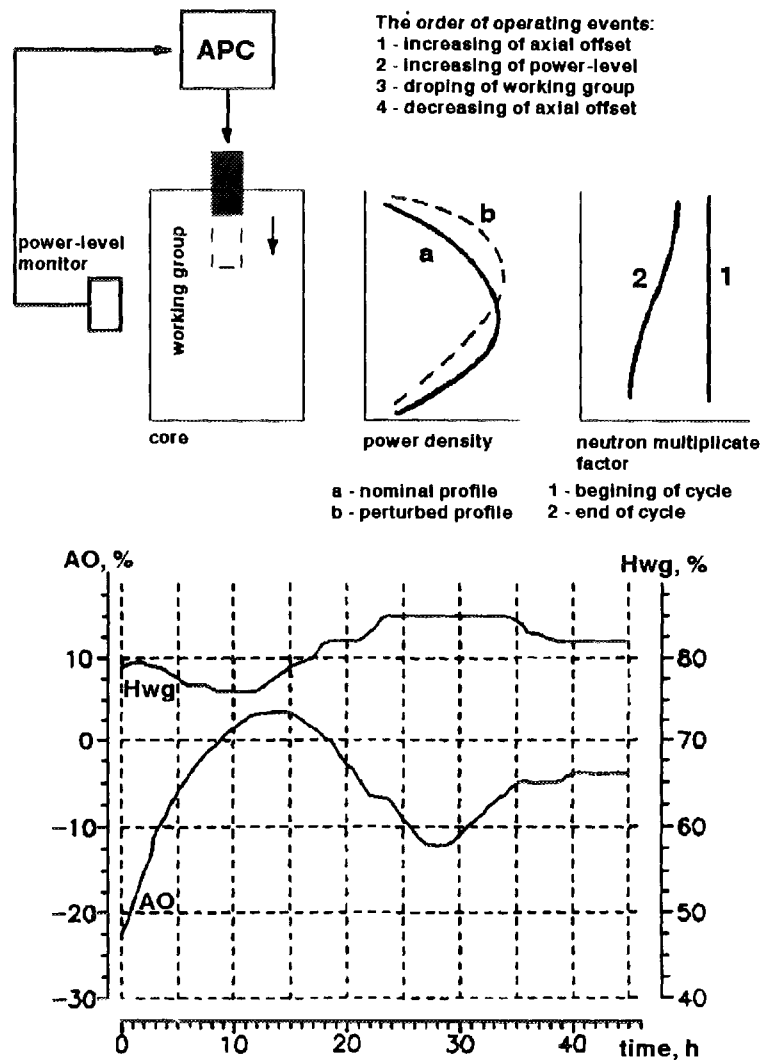 APC
The order of operating events:
1 - increasing of axial offset
2 - increasing of power-level
3 - droping of working group
4 - decreasing of axial offset
power-level
monitor
working group
core
b
a
power density
a - nominal profile
b - perturbed profile
2
1
neutron multiplicate
factor
1 - begining of cycle
2 - end of cycle
AO, %
Hwg, %
10
0
-10
-20
-30
80
70
60
50
40
Hwg
AO
0
10
20
30
40
time, h